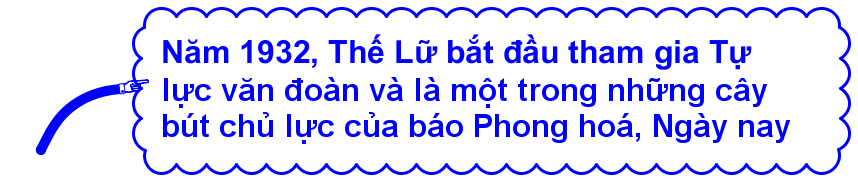 Năm 1932, Thế Lữ bắt đầu tham gia Tự
lực văn đoàn và là một trong những cây
bút chủ lực của báo Phong hoá, Ngày nay